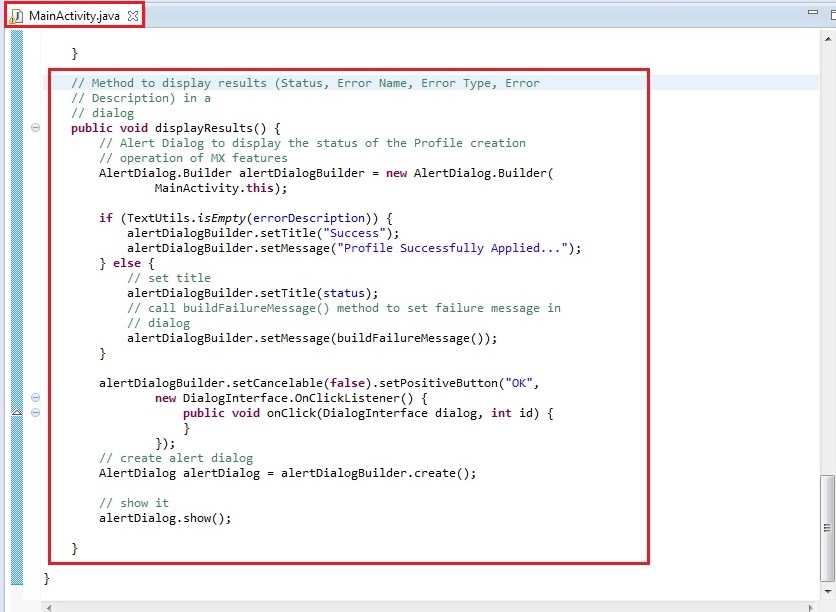 MainActivity.java
}
// Method to display results (Status, Error Name, Error Type, Error
// Description) in a
// dialog
public void displayResults() {
// Alert Dialog to display the status of the Profile creation
// operation of MX features
AlertDialog.Builder alertDialogBuilder = new AlertDialog.Builder(
MainActivity.this);
if (TextUtils.isEmpty(errorDescription)) {
alertDialogBuilder.setTitle("Success");
alertDialogBuilder.setMessage("Profile Successfully Applied...");
} else {
// set title
alertDialogBuilder.setTitle(status);
// call buildFailureMessage() method to set failure message in
// dialog
alertDialogBuilder.setMessage(buildFailureMessage());
}
alertDialogBuilder.setCancelable(false).setPositiveButton("OK",
new DialogInterface.OnClickListener() {
public void onClick(DialogInterface dialog, int id) {
}
});
// create alert dialog
AlertDialog alertDialog = alertDialogBuilder.create();
// show it
alertDialog.show();
}
}